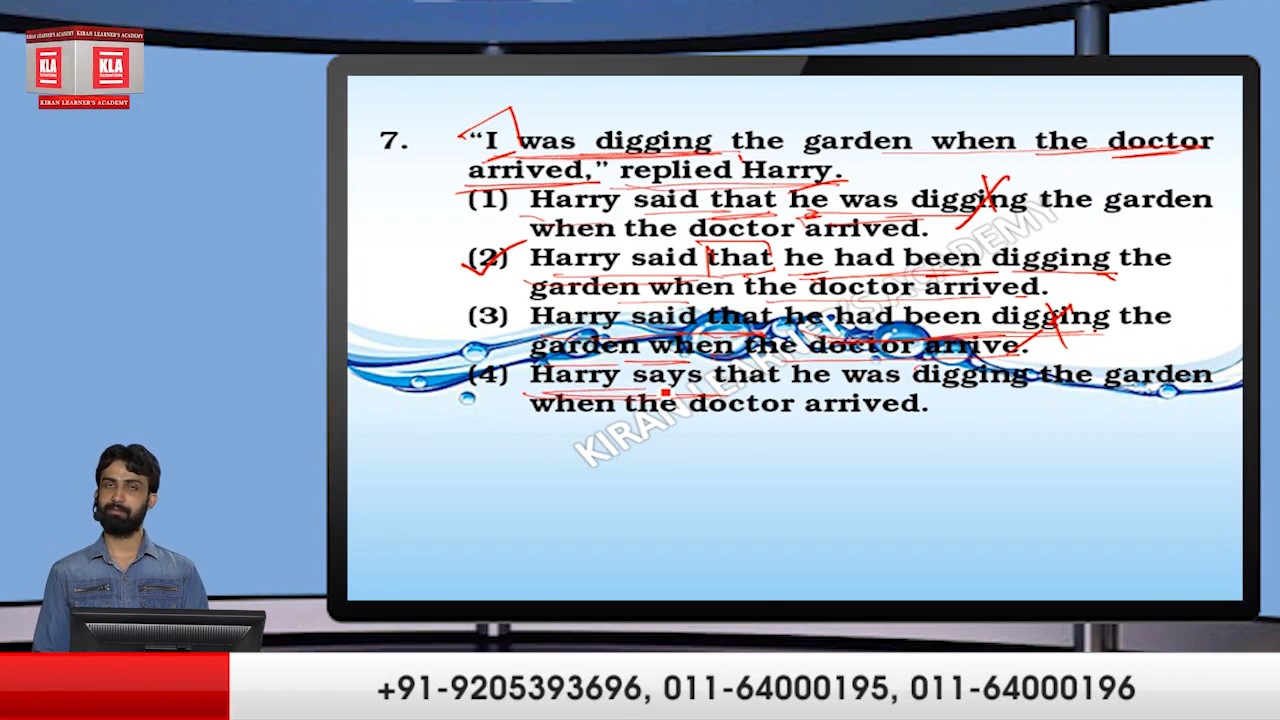 KIRAN LEARNER'S ACADEMY KIRAN LEARNER'S ACADEMY
KLA KLA
KIRAN LEARNER'S ACADEMY
7. "I was digging the garden when the doctor
arrived," replied Harry.
(1) Harry said that he was digging the garden
when the doctor arrived.
(2) Harry said that he had been digging the
garden when the doctor arrived.
(3) Harry said that he had been digging the
garden when the doctor arrive.
(4) Harry says that he was digging the garden
when the doctor arrived.
KIRAN LEARNER'S ACADEMY
+91-9205393696, 011-64000195, 011-64000196